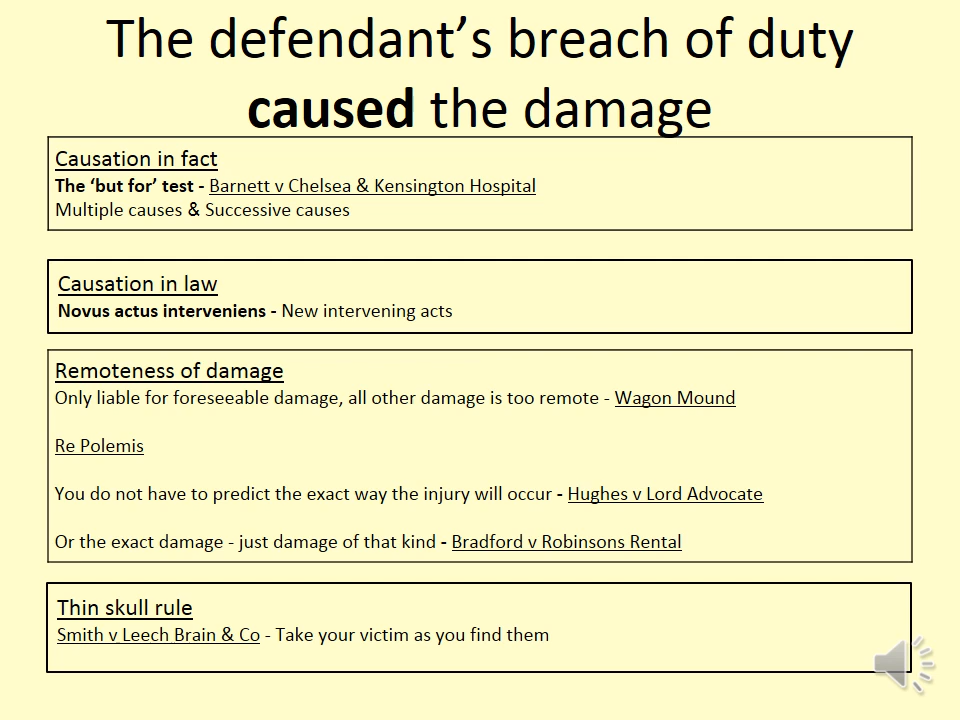 The defendant’s breach of duty
caused the damage
Causation in fact
The ‘but for’ test - Barnett v Chelsea & Kensington Hospital
Multiple causes & Successive causes
Causation in law
Novus actus interveniens - New intervening acts
Remoteness of damage
Only liable for foreseeable damage, all other damage is too remote - Wagon Mound
Re Polemis
You do not have to predict the exact way the injury will occur - Hughes v Lord Advocate
Or the exact damage - just damage of that kind - Bradford v Robinsons Rental
Thin skull rule
Smith v Leech Brain & Co - Take your victim as you find them